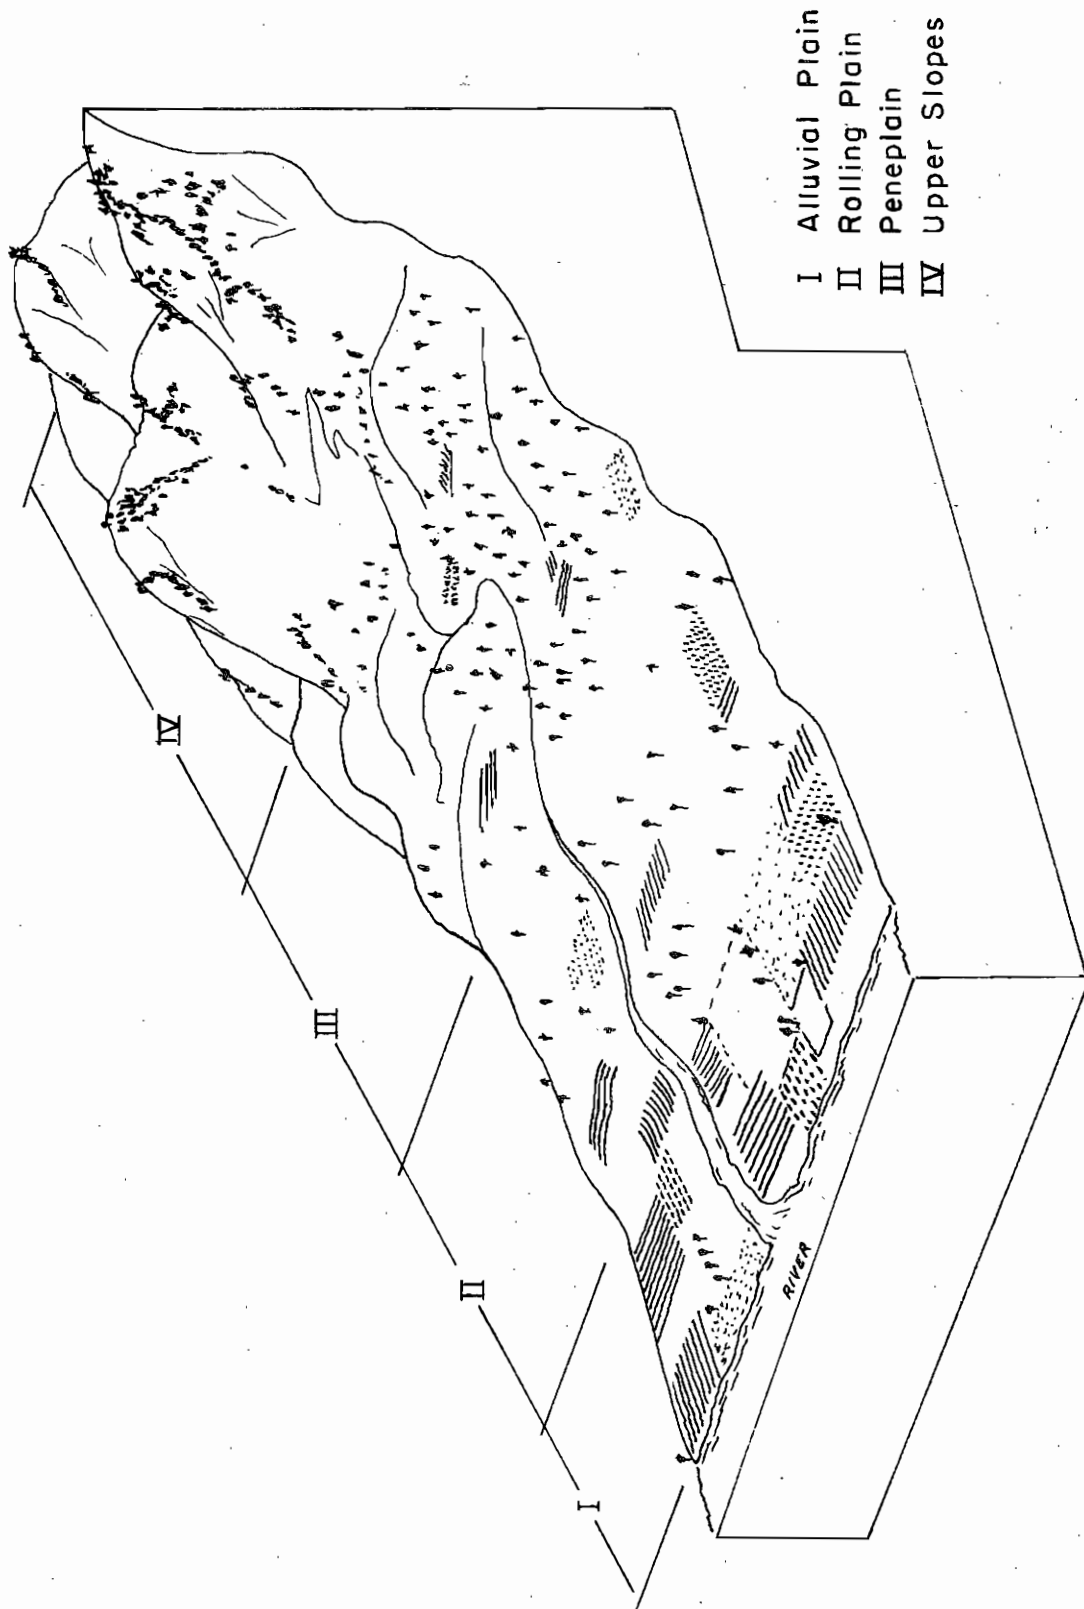 IV
III
II
I
RIVER
I Alluvial Plain
II Rolling Plain
III Peneplain
IV Upper Slopes